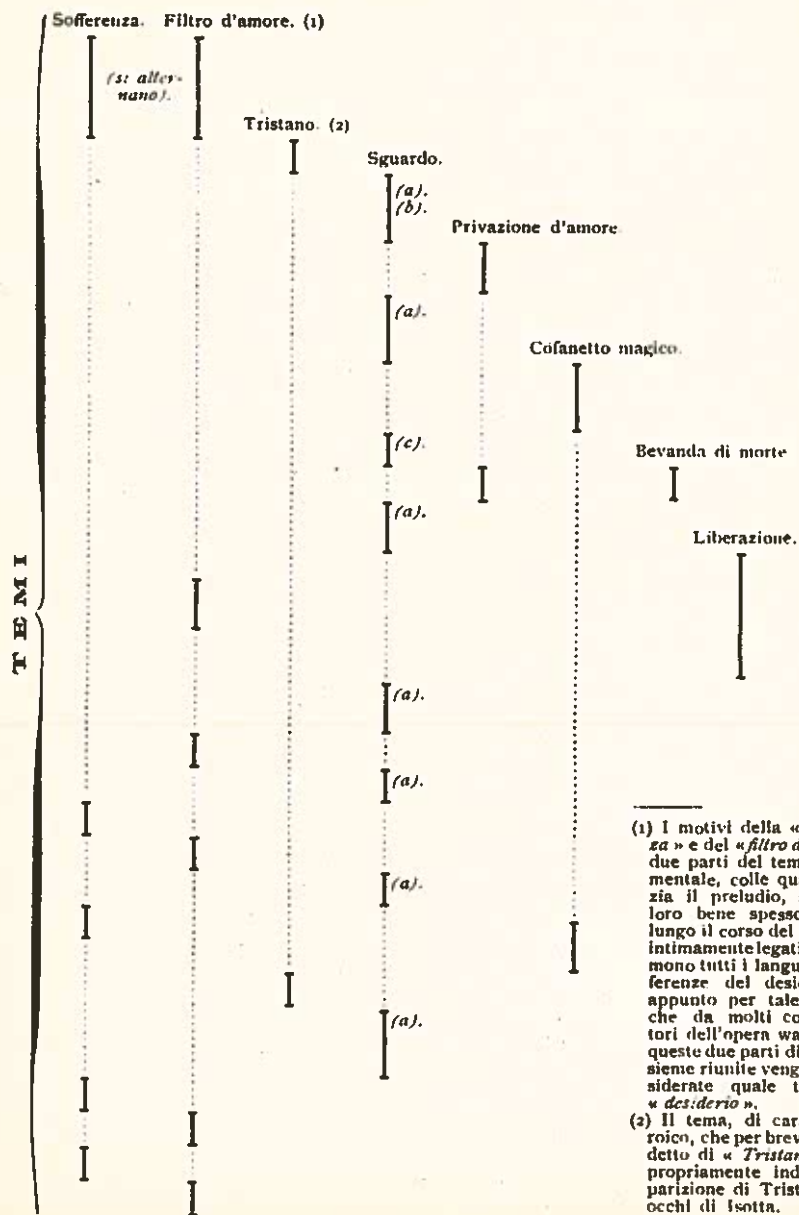 Sofferenza. Filtro d'amore. (1)
(si alter-
nano).
Tristano. (2)
Sguardo.
(a).
(b).
Privazione d'amore
(a).
Cofanetto magico.
(c).
Bevanda di morte
(a).
Liberazione.
TEMI
(a).
(a).
(a).
(a).
(1) I motivi della «
za » e del « filtro d
due parti del tem
mentale, colle qu
zia il preludio,
loro bene spesso
lungo il corso del
intimamente legati
mono tutti i langu
ferenze del desi
appunto per tale
che da molti co
tori dell'opera wa
queste due parti di
sieme riunite veng
siderate quale t
« desiderio ».
(2) Il tema, di car
roico, che per brev
detto di « Tristan
propriamente ind
parizione di Trist
occhi di Isotta.